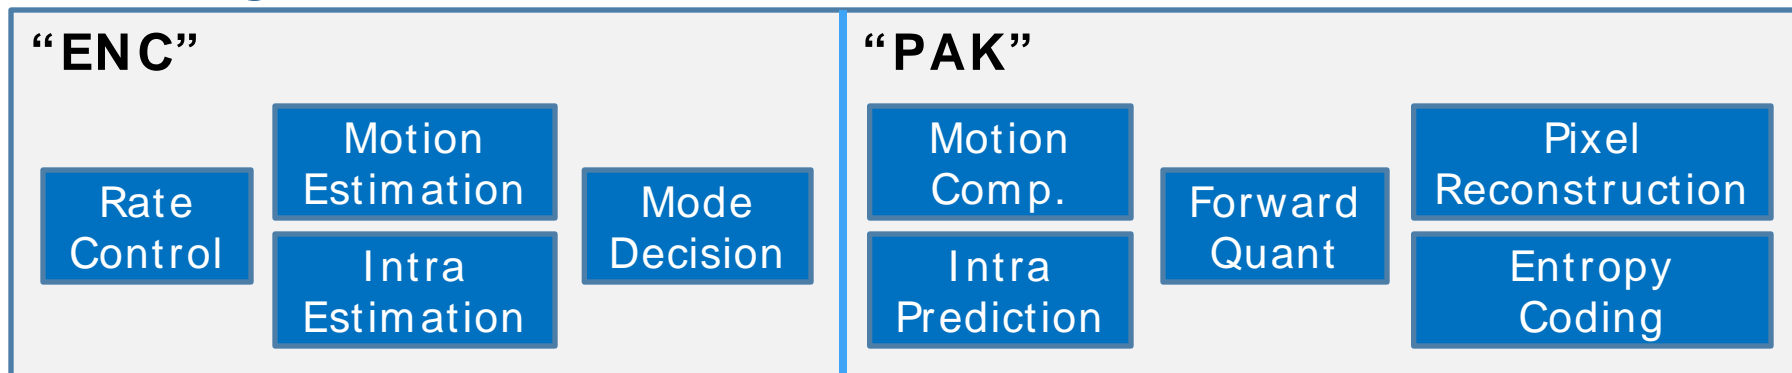 “ENC”
Rate
Control
Motion
Estimation
Intra
Estimation
Mode
Decision
“PAK”
Motion
Comp.
Intra
Prediction
Forward
Quant
Pixel
Reconstruction
Entropy
Coding